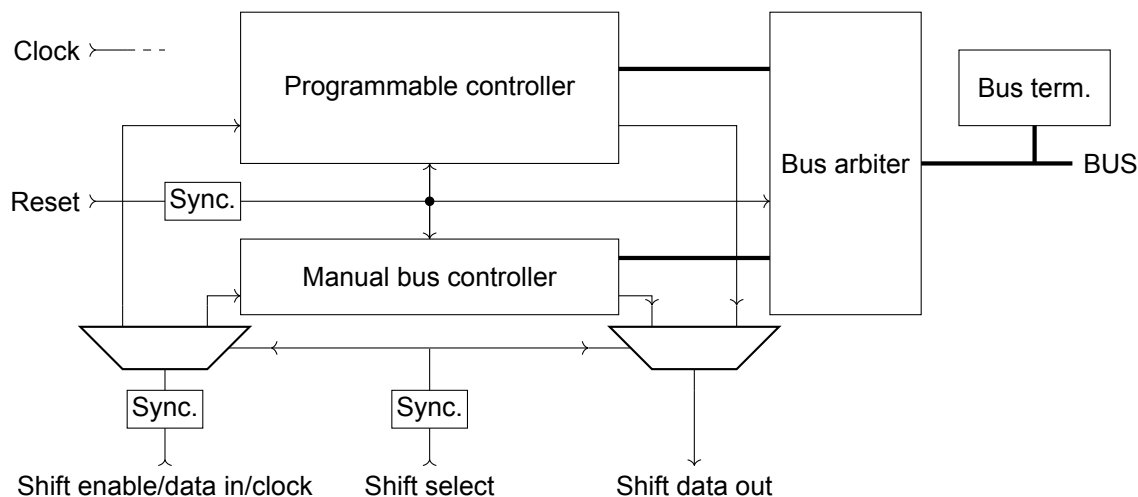 Clock
Programmable controller
Bus term.
Bus arbiter
BUS
Reset
Sync.
Manual bus controller
Sync.
Sync.
Shift enable/data in/clock
Shift select
Shift data out